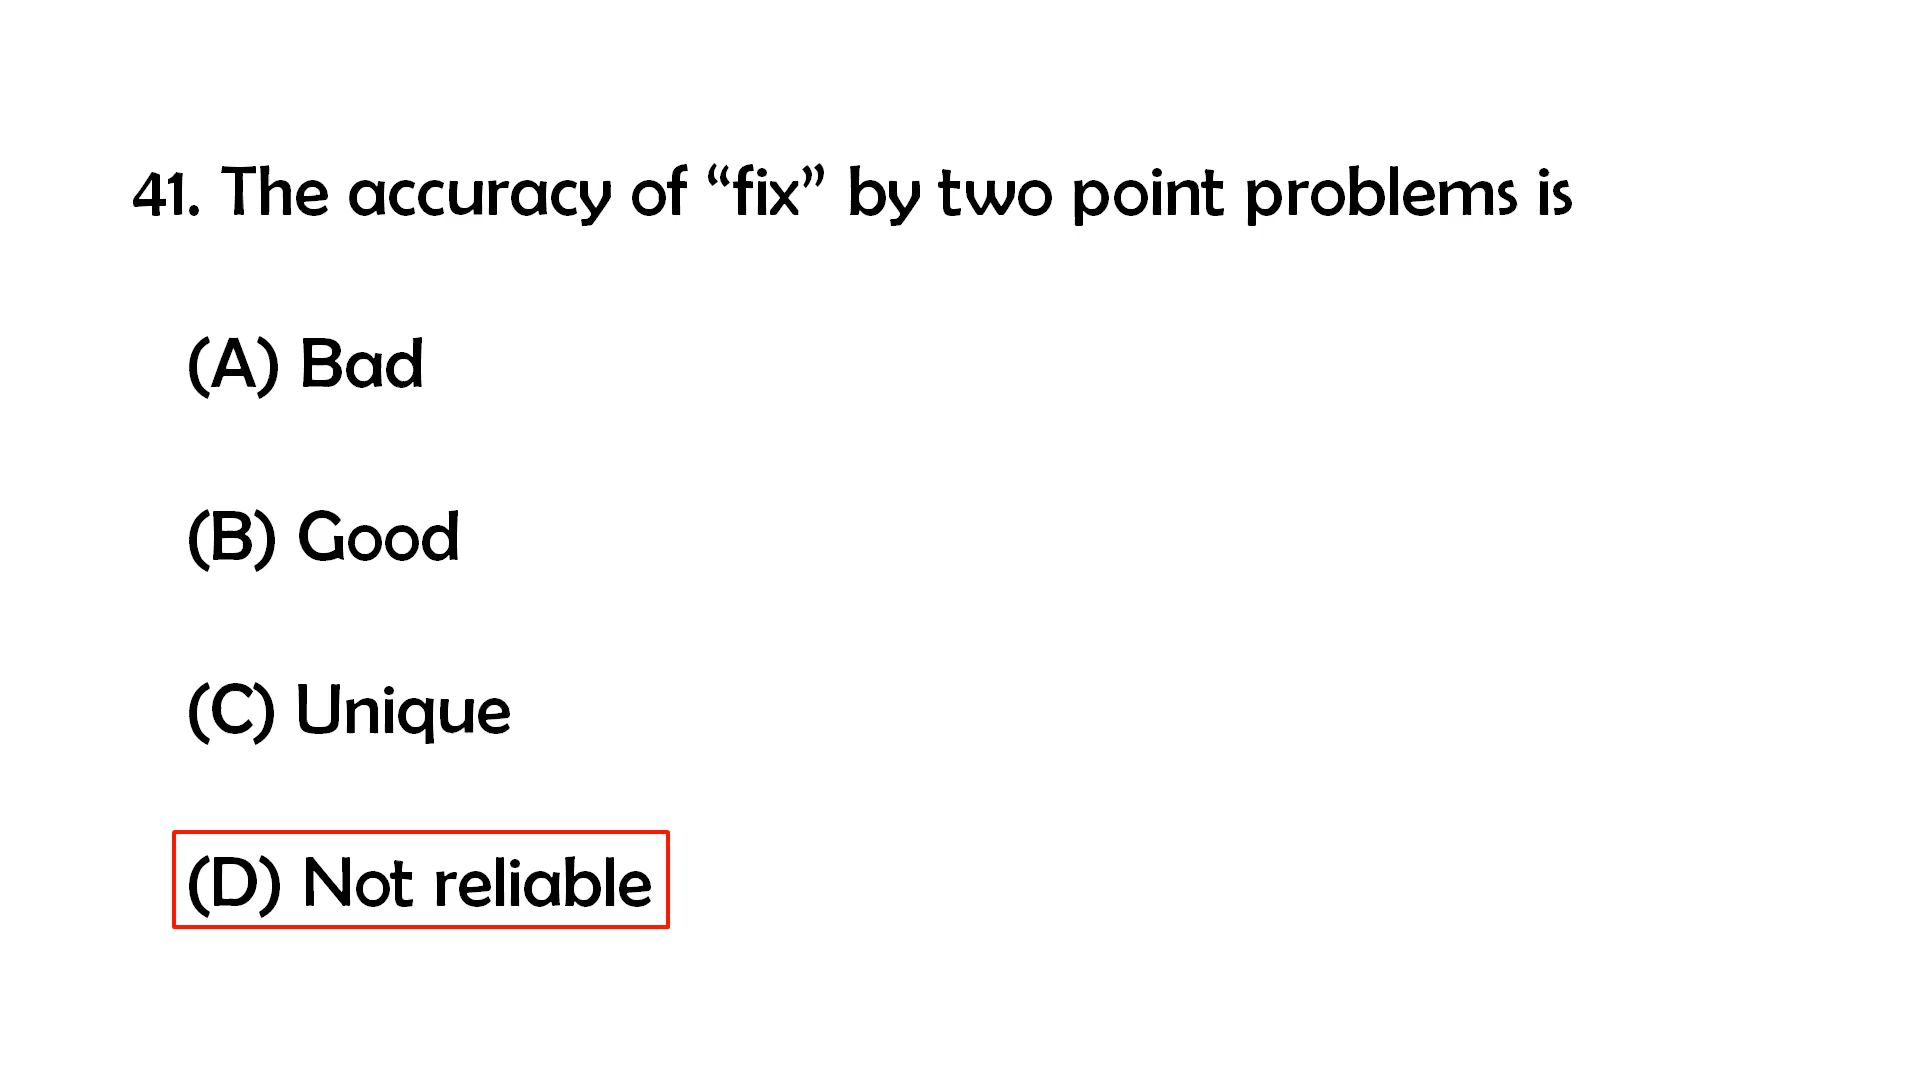 41. The accuracy of “fix” by two point problems is
(A) Bad
(B) Good
(C) Unique
(D) Not reliable